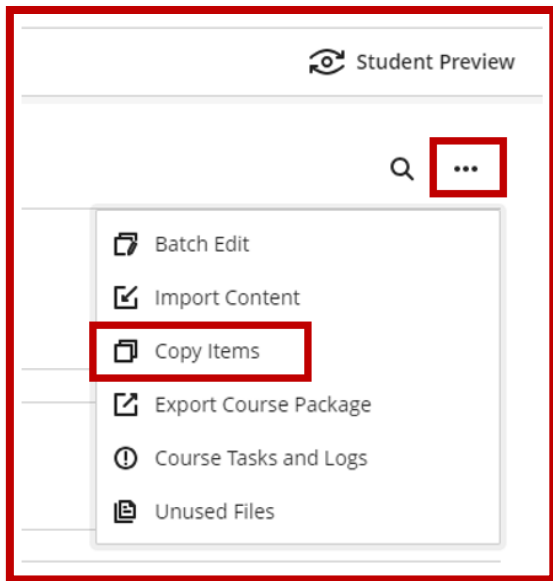 Student Preview
Batch Edit
Import Content
Copy Items
Export Course Package
Course Tasks and Logs
Unused Files